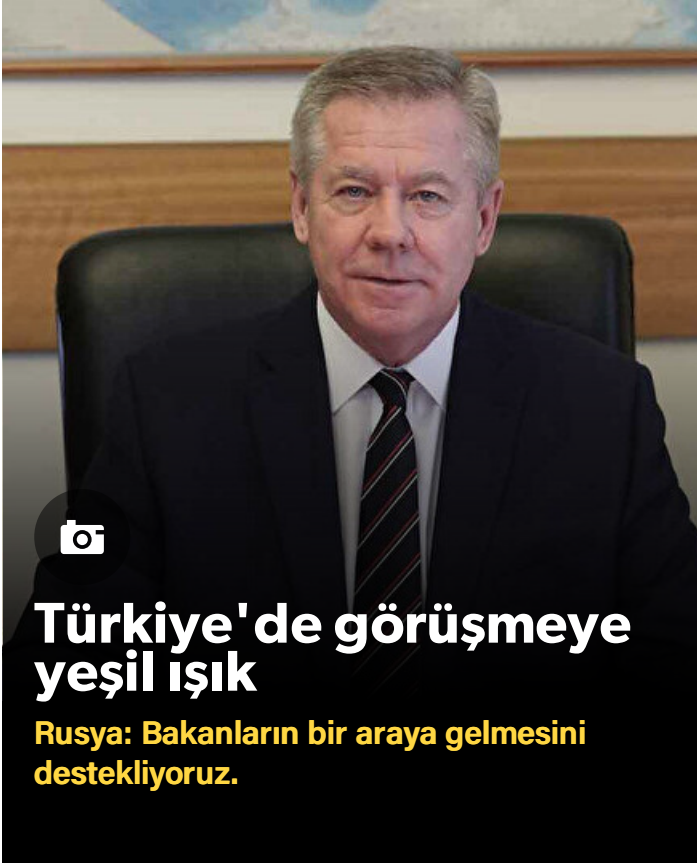 Türkiye'de görüşmeye
yeşil ışık
Rusya: Bakanların bir araya gelmesini
destekliyoruz.